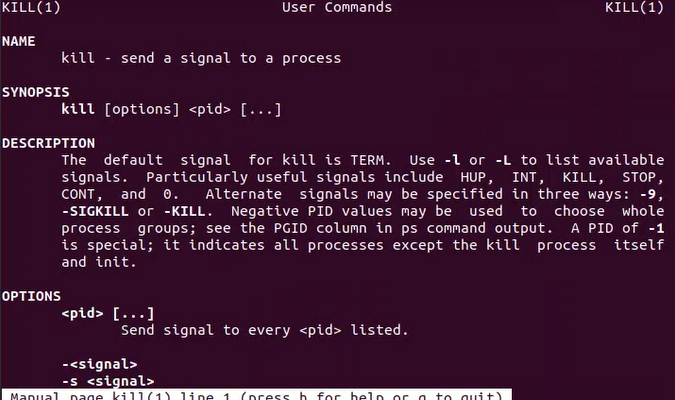 KILL(1) User Commands KILL(1)
NAME
kill - send a signal to a process
SYNOPSIS
kill [options] <pid> [...]
DESCRIPTION
The default signal for kill is TERM. Use -l or -L to list available
signals. Particularly useful signals include HUP, INT, KILL, STOP,
CONT, and 0. Alternate signals may be specified in three ways: -9,
-SIGKILL or -KILL. Negative PID values may be used to choose whole
process groups; see the PGID column in ps command output. A PID of -1
is special; it indicates all processes except the kill process itself
and init.
OPTIONS
<pid> [...]
Send signal to every <pid> listed.
-<signal>
-s <signal>
Manual page kill(1) line 1 (press h for help or q to quit)